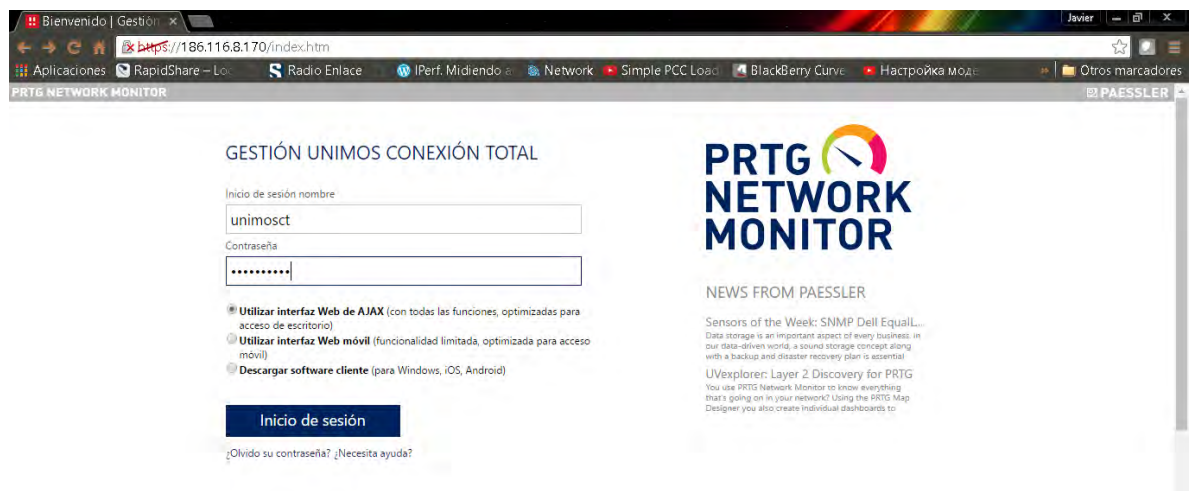 Bienvenido | Gestión
Javier
https://186.116.8.170/index.htm
Aplicaciones RapidShare – Lo Radio Enlace IPerf. Midiendo a Network Simple PCC Load BlackBerry Curve Настройка моде » Otros marcadores
PRTG NETWORK MONITOR
PAESSLER
GESTIÓN UNIMOS CONEXIÓN TOTAL
Inicio de sesión nombre
unimosct
Contraseña
••••••••••
Utilizar interfaz Web de AJAX (con todas las funciones, optimizadas para
acceso de escritorio)
Utilizar interfaz Web móvil (funcionalidad limitada, optimizada para acceso
móvil)
Descargar software cliente (para Windows, iOS, Android)
Inicio de sesión
¿Olvido su contraseña? ¿Necesita ayuda?
PRTG
NETWORK
MONITOR
NEWS FROM PAESSLER
Sensors of the Week: SNMP Dell EqualL...
Data storage is an important aspect of every business. In
our data-driven world, a sound storage concept along
with a backup and disaster recovery plan is essential
UVexplorer: Layer 2 Discovery for PRTG
You use PRTG Network Monitor to know everything
that's going on in your network? Using the PRTG Map
Designer you also create individual dashboards to